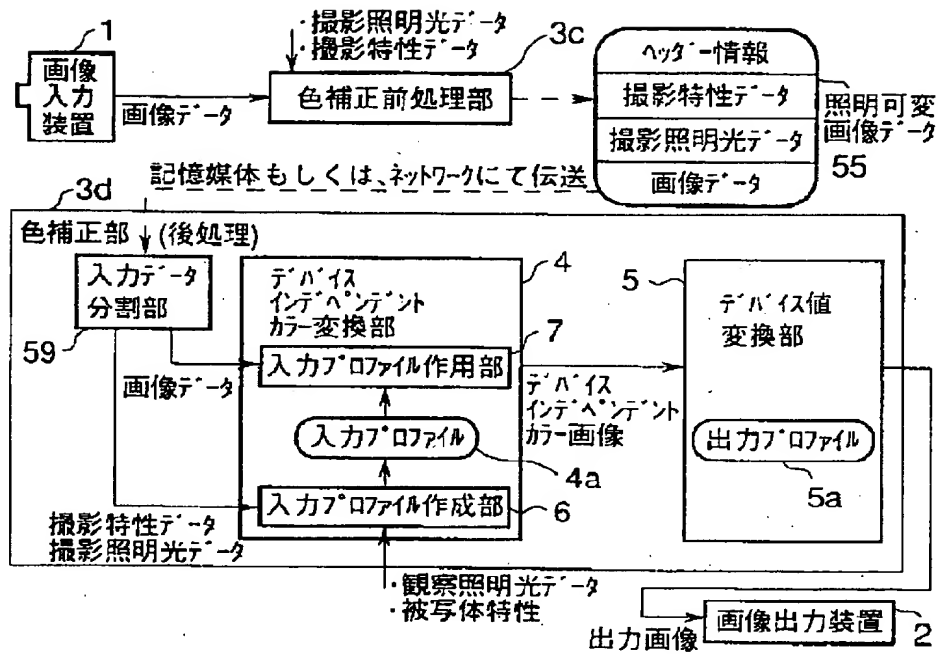 1
画像
入力
装置
画像データ
・撮影照明光データ
・撮影特性データ
3c
色補正前処理部
ヘッダー情報
撮影特性データ
撮影照明光データ
画像データ
照明可変
画像データ
55
記憶媒体もしくは、ネットワークにて伝送
3d
色補正部
(後処理)
入力データ
分割部
59
画像データ
撮影特性データ
撮影照明光データ
4
デバイス
インデペンデント
カラー変換部
7
入力プロファイル作用部
入力プロファイル
4a
入力プロファイル作成部
6
・観察照明光データ
・被写体特性
デバイス
インデペンデント
カラー画像
5
デバイス値
変換部
出力プロファイル
5a
出力画像
画像出力装置
2